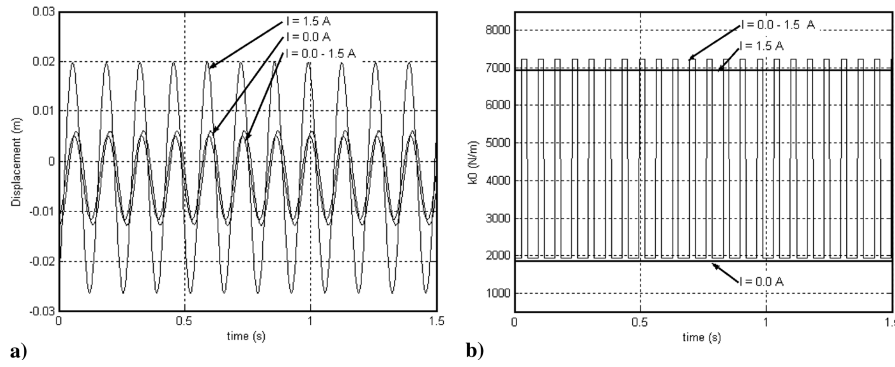 0.03
0.02
0.01
0
-0.01
-0.02
-0.03
Displacement (m)
I = 1.5 A
I = 0.0 A
I = 0.0 - 1.5 A
0
0.5
1
1.5
time (s)
a)
8000
7000
6000
5000
4000
3000
2000
1000
k0 (N/m)
I = 0.0 - 1.5 A
I = 1.5 A
I = 0.0 A
0
0.5
1
1.5
time (s)
b)